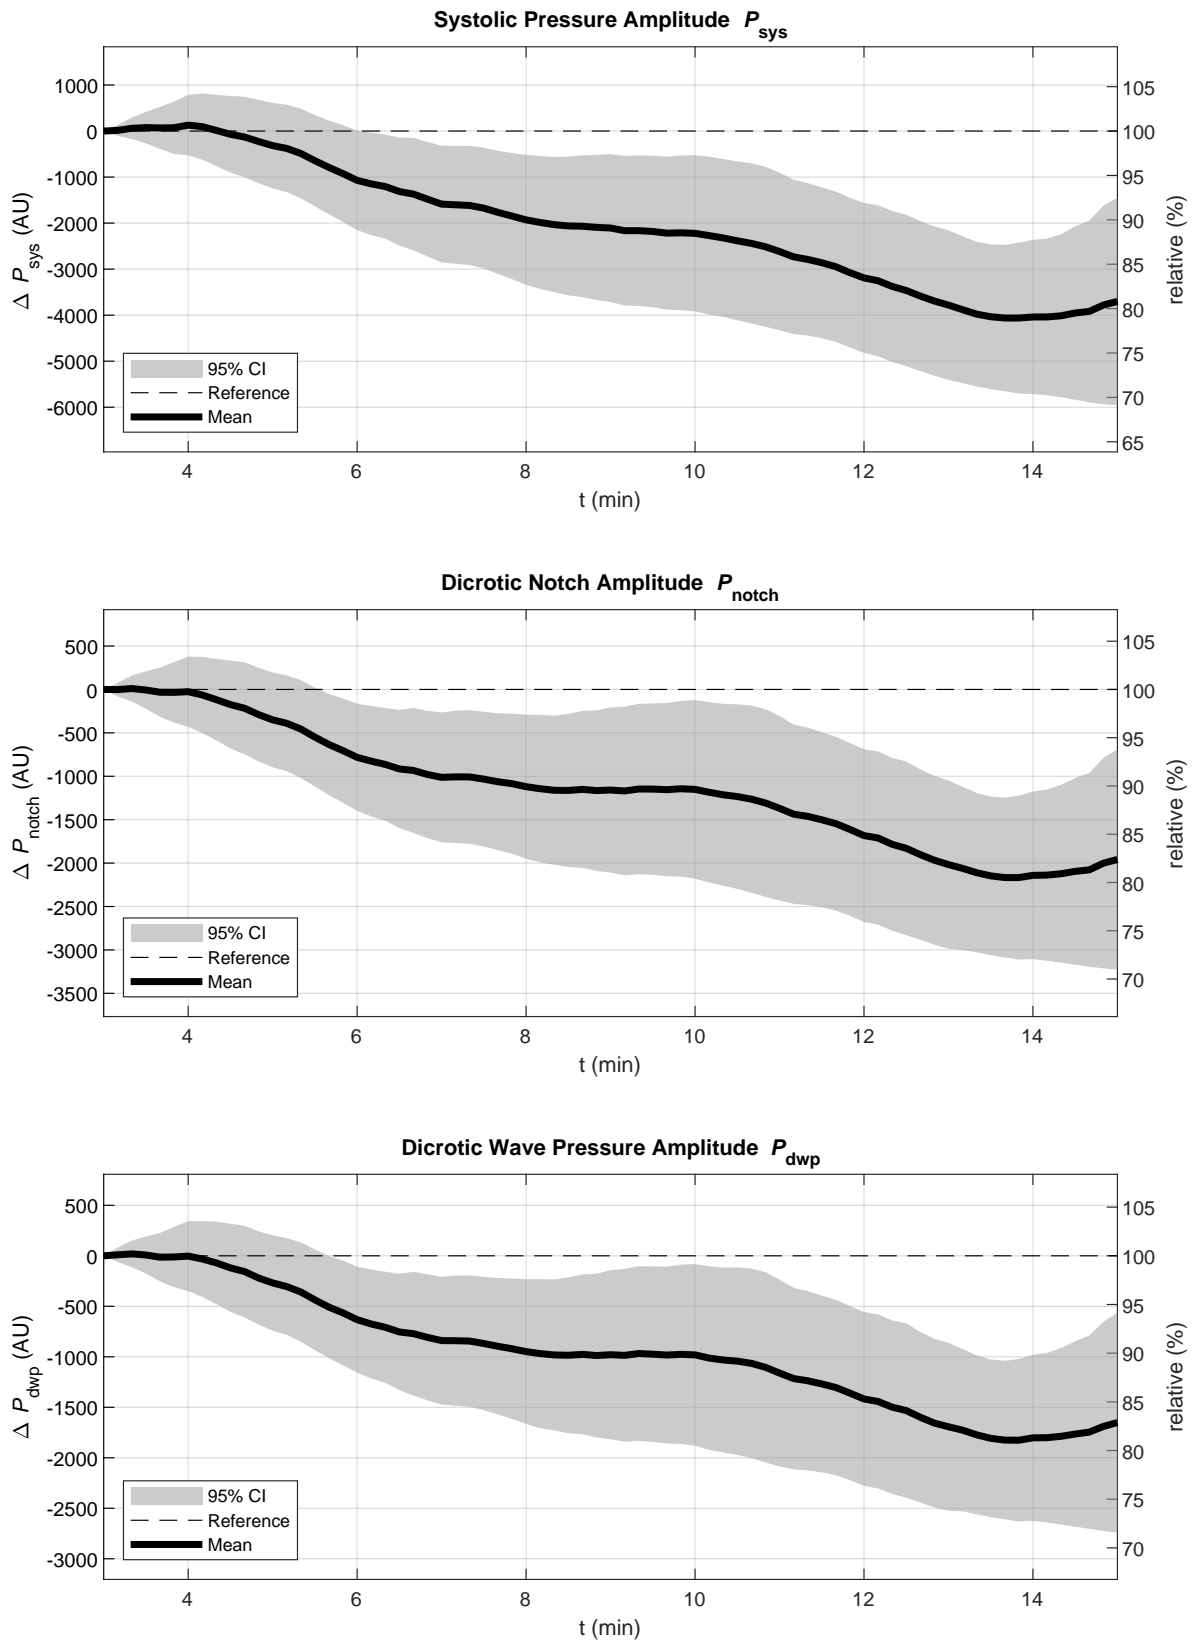 Systolic Pressure Amplitude P_sys
1000
0
-1000
-2000
-3000
-4000
-5000
-6000
Δ P_sys (AU)
105
100
95
90
85
80
75
70
65
relative (%)
95% CI
Reference
Mean
4 6 8 10 12 14
t (min)
Dicrotic Notch Amplitude P_notch
500
0
-500
-1000
-1500
-2000
-2500
-3000
-3500
Δ P_notch (AU)
105
100
95
90
85
80
75
70
relative (%)
95% CI
Reference
Mean
4 6 8 10 12 14
t (min)
Dicrotic Wave Pressure Amplitude P_dwp
500
0
-500
-1000
-1500
-2000
-2500
-3000
Δ P_dwp (AU)
105
100
95
90
85
80
75
70
relative (%)
95% CI
Reference
Mean
4 6 8 10 12 14
t (min)